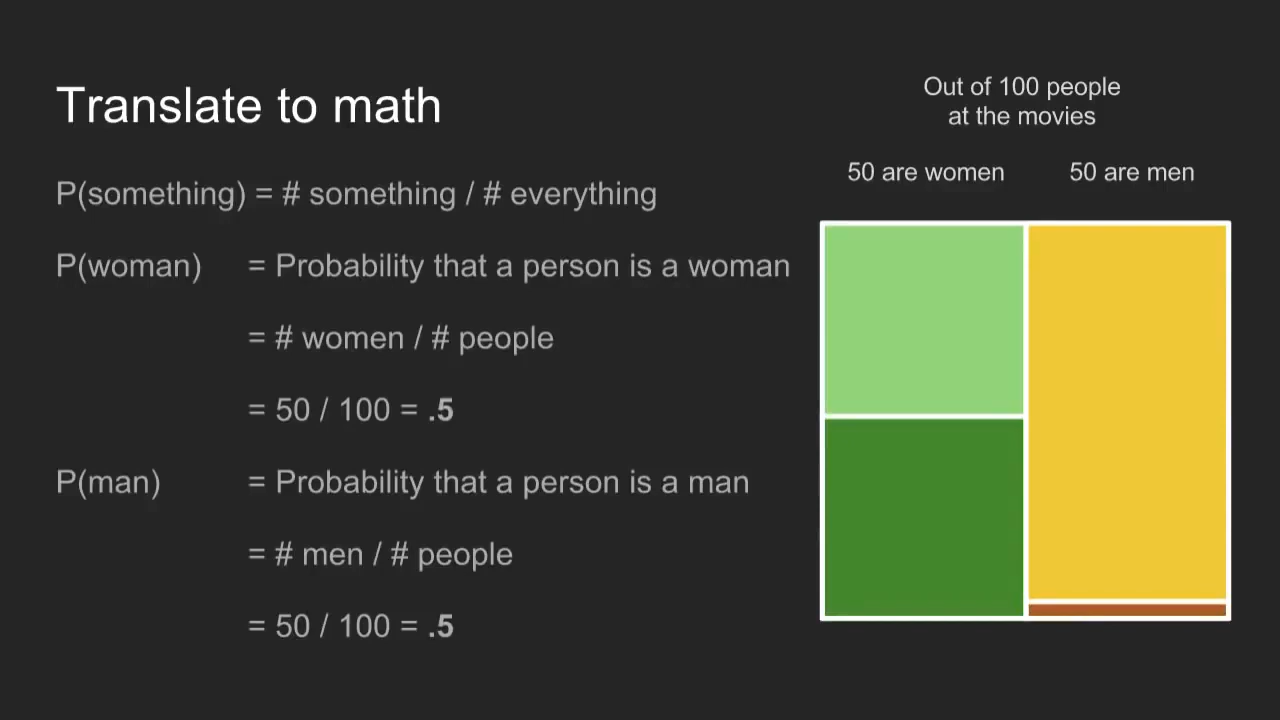 Translate to math
P(something) = # something / # everything
P(woman) = Probability that a person is a woman
= # women / # people
= 50 / 100 = .5
P(man) = Probability that a person is a man
= # men / # people
= 50 / 100 = .5
Out of 100 people
at the movies
50 are women 50 are men